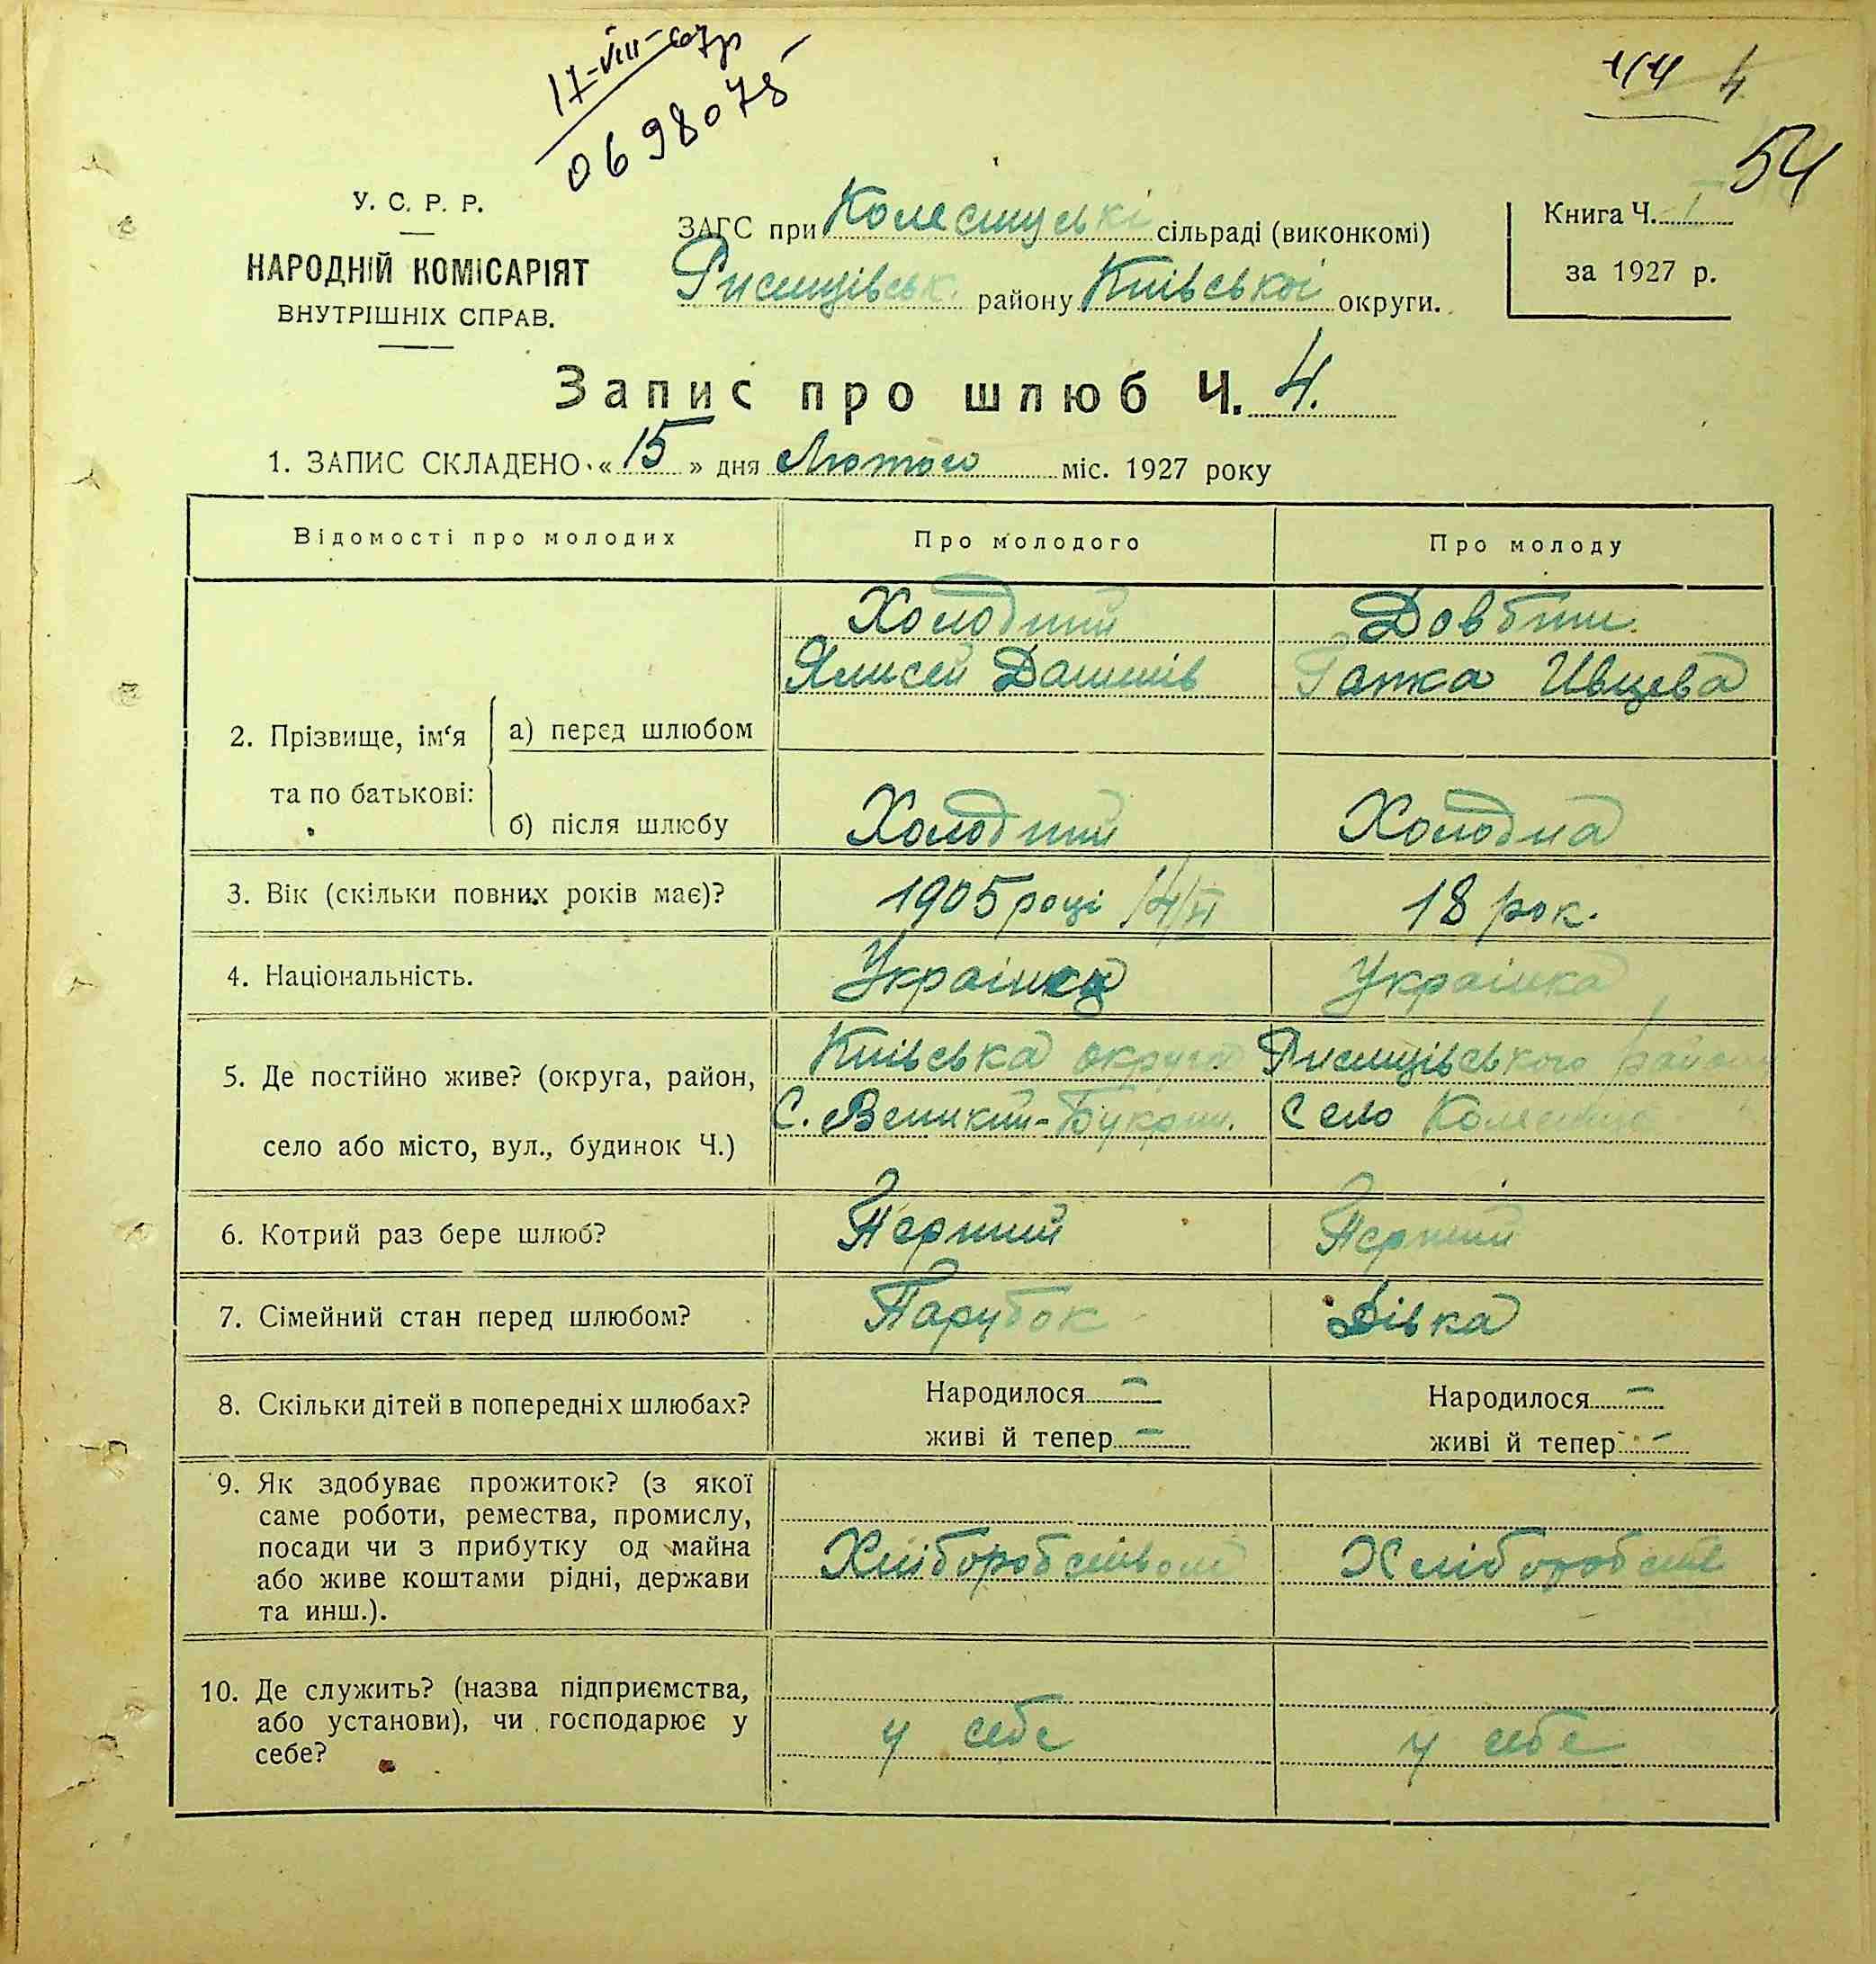 17-VIII-67р
0698078
4
54
У. С. Р. Р.
НАРОДНІЙ КОМІСАРІЯТ
ВНУТРІШНІХ СПРАВ.
ЗАГС при сільраді (виконкомі)
району Київської округи.
Книга Ч. I
за 1927 р.
Запис про шлюб Ч. 4.
1. ЗАПИС СКЛАДЕНО «15» дня Лютого міс. 1927 року
Відомості про молодих
Про молодого
Про молоду
2. Прізвище, ім‘я та по батькові:
а) перед шлюбом
Холодний
Довбиш
б) після шлюбу
Холодний
Холодна
3. Вік (скільки повних років має)?
1905 році 14/II
18 рок.
4. Національність.
Українка
5. Де постійно живе? (округа, район,
село або місто, вул., будинок Ч.)
Київська округа
С. Великий-Букрин.
району
Село
6. Котрий раз бере шлюб?
Перший
Перший
7. Сімейний стан перед шлюбом?
Парубок
Дівка
8. Скільки дітей в попередніх шлюбах?
Народилося —
живі й тепер —
Народилося —
живі й тепер —
9. Як здобуває прожиток? (з якої
саме роботи, ремества, промислу,
посади чи з прибутку од майна
або живе коштами рідні, держави
та инш.).
Хліборобством
Хліборобств
10. Де служить? (назва підприємства,
або установи), чи господарює у
себе?
у себе
у себе